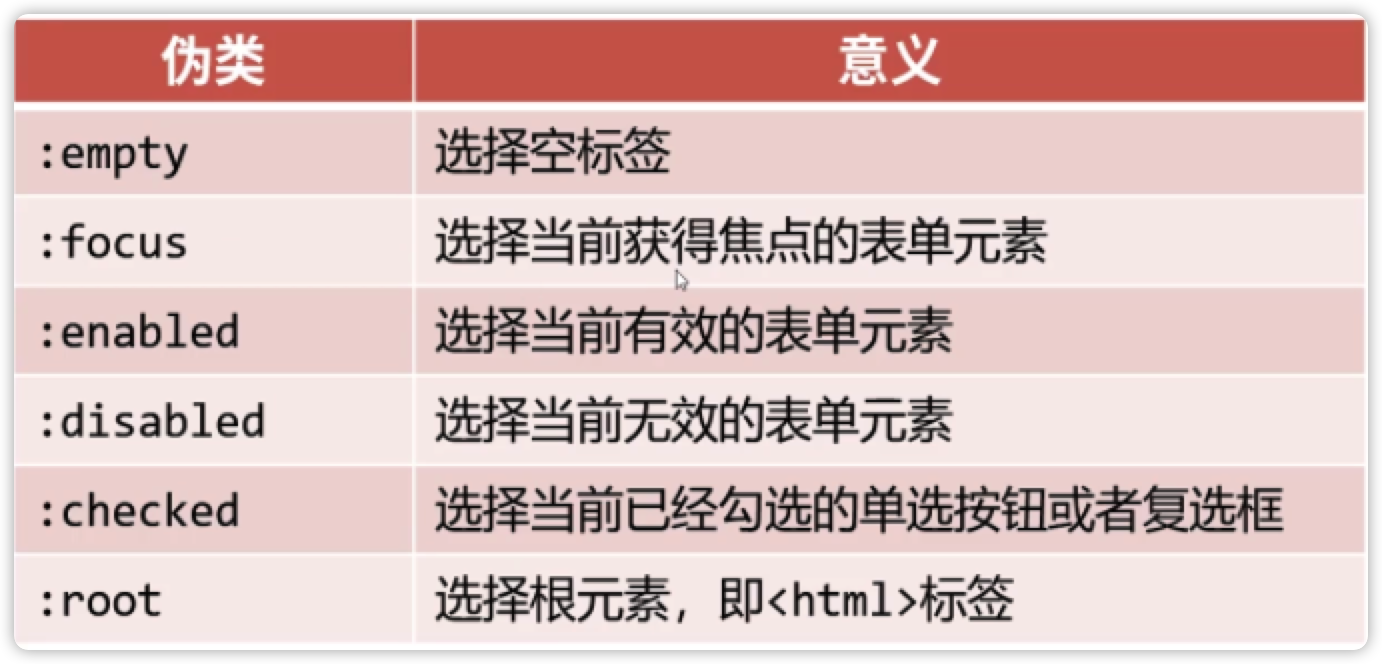 伪类 意义
:empty 选择空标签
:focus 选择当前获得焦点的表单元素
:enabled 选择当前有效的表单元素
:disabled 选择当前无效的表单元素
:checked 选择当前已经勾选的单选按钮或者复选框
:root 选择根元素，即<html>标签